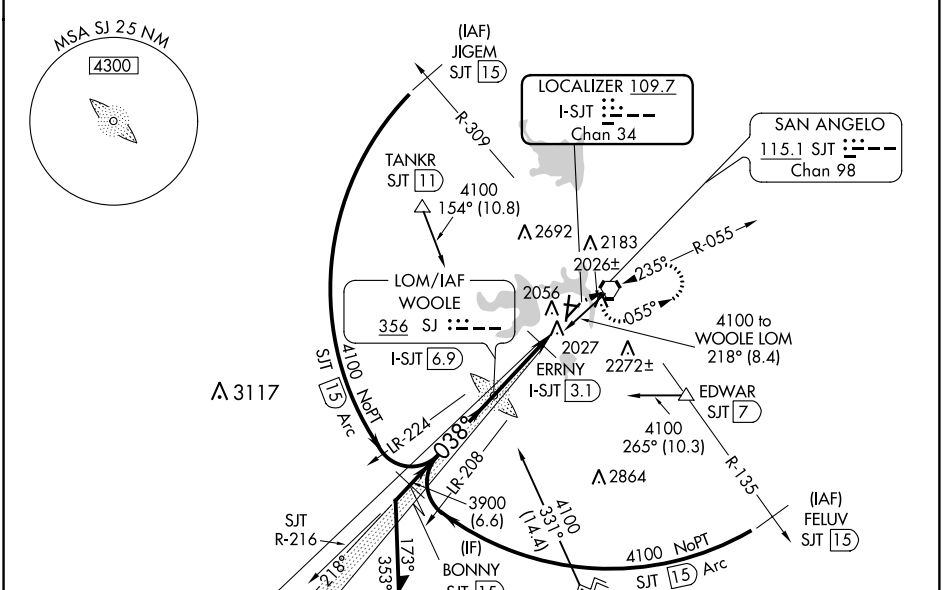 MSA SJ 25 NM
4300
(IAF)
JIGEM
SJT 15
R-309
LOCALIZER 109.7
I-SJT
Chan 34
SAN ANGELO
115.1 SJT
Chan 98
TANKR
SJT 11
4100
154° (10.8)
2692
2183
2026±
R-055
235°
055°
LOM/IAF
WOOLE
356 SJ
I-SJT 6.9
2056
2027
4100 to
WOOLE LOM
218° (8.4)
ERRNY
I-SJT 3.1
2272±
3117
4100 NoPT
SJT 15 Arc
EDWAR
SJT 7
4100
265° (10.3)
LR-224
038°
LR-208
R-135
2864
3900
(6.6)
4100
331°
(14.4)
(IAF)
FELUV
SJT 15
SJT
R-216
218°
173°
353°
(IF)
BONNY
SJT 15
4100 NoPT
SJT 15 Arc